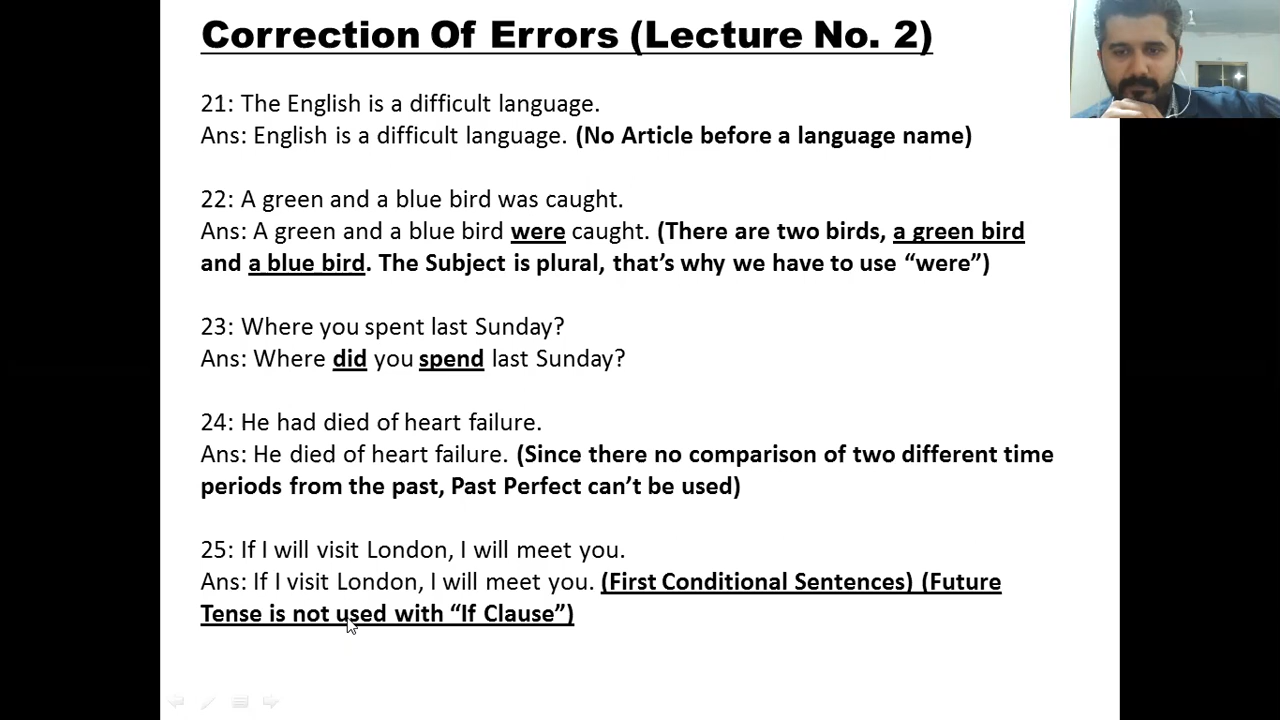 Correction Of Errors (Lecture No. 2)
21: The English is a difficult language.
Ans: English is a difficult language. (No Article before a language name)
22: A green and a blue bird was caught.
Ans: A green and a blue bird were caught. (There are two birds, a green bird
and a blue bird. The Subject is plural, that’s why we have to use “were”)
23: Where you spent last Sunday?
Ans: Where did you spend last Sunday?
24: He had died of heart failure.
Ans: He died of heart failure. (Since there no comparison of two different time
periods from the past, Past Perfect can’t be used)
25: If I will visit London, I will meet you.
Ans: If I visit London, I will meet you. (First Conditional Sentences) (Future
Tense is not used with “If Clause”)